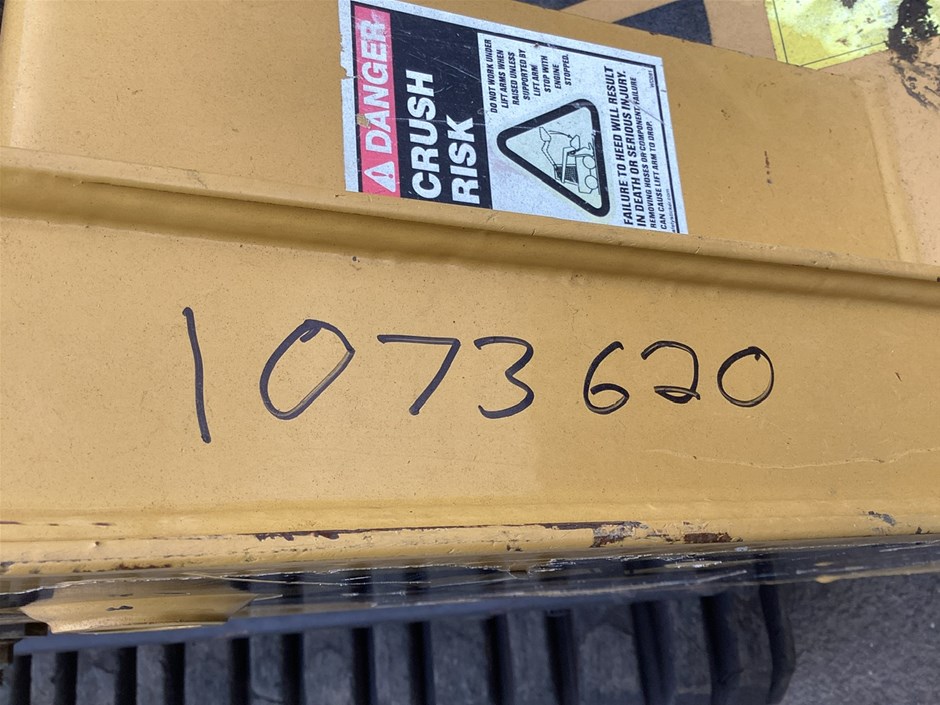 DANGER
CRUSH
RISK
DO NOT WORK UNDER
LIFT ARMS WHEN
RAISED UNLESS
SUPPORTED BY
LIFT ARM
STOP WITH
ENGINE
STOPPED.
FAILURE TO HEED WILL RESULT
IN DEATH OR SERIOUS INJURY.
REMOVING HOSES OR COMPONENT FAILURE
CAN CAUSE LIFT ARM TO DROP.
1073620